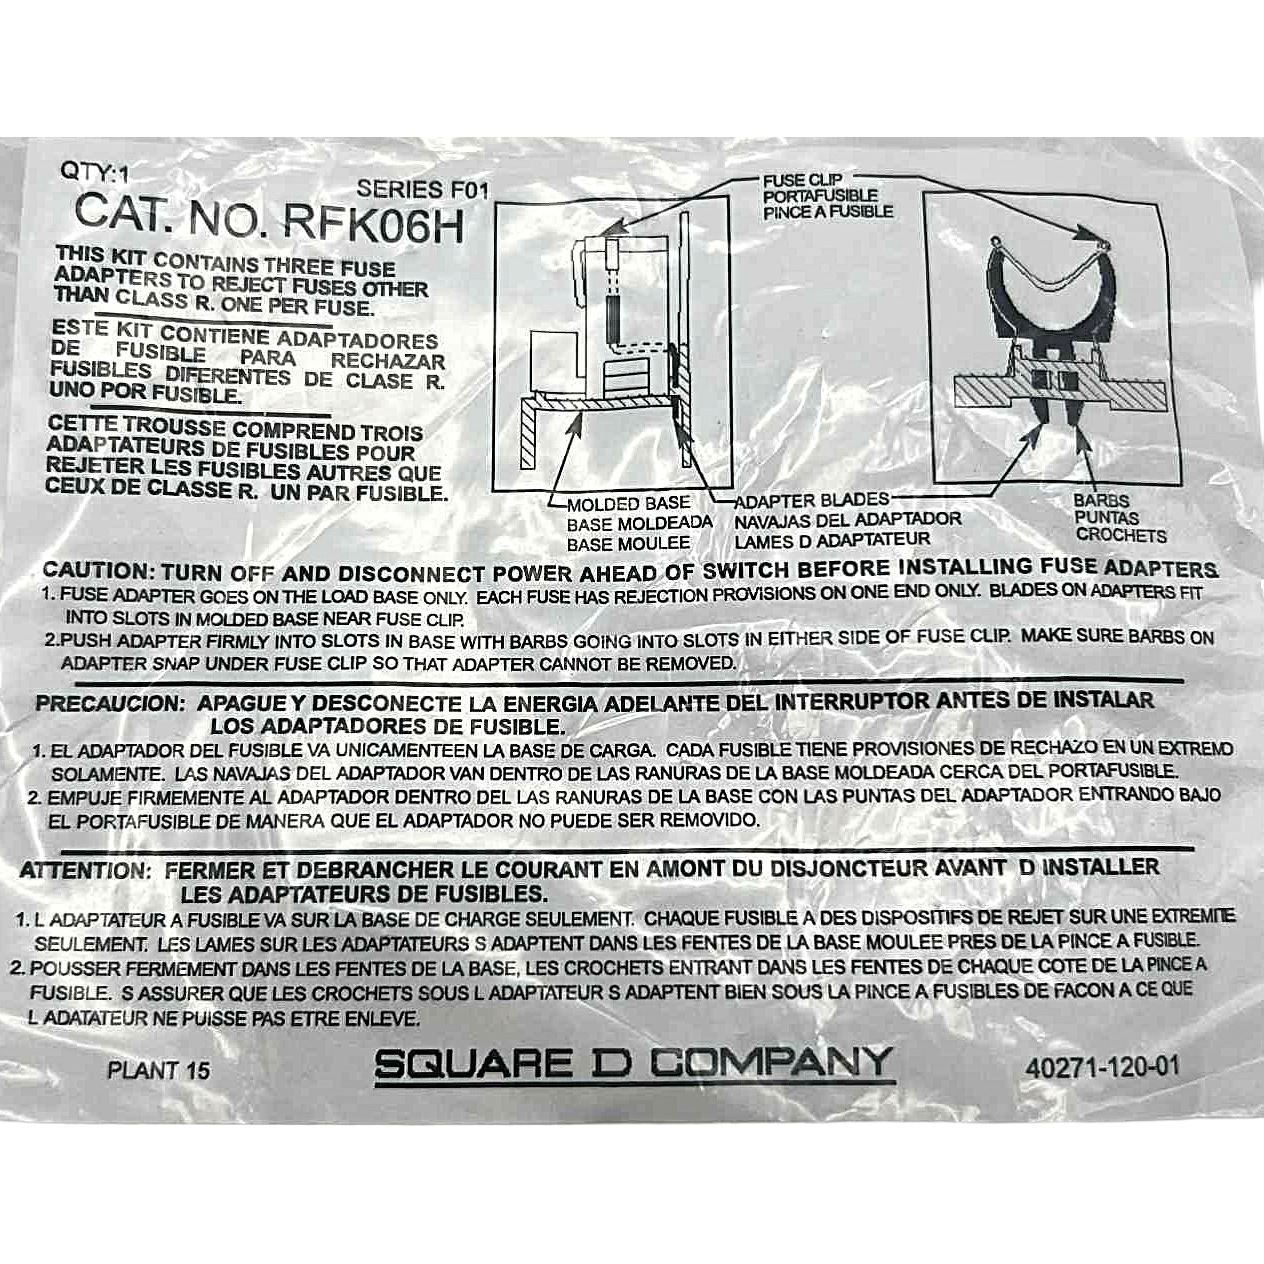 QTY:1
SERIES F01
CAT. NO. RFK06H
THIS KIT CONTAINS THREE FUSE
ADAPTERS TO REJECT FUSES OTHER
THAN CLASS R. ONE PER FUSE.
ESTE KIT CONTIENE ADAPTADORES
DE FUSIBLE PARA RECHAZAR
FUSIBLES DIFERENTES DE CLASE R.
UNO POR FUSIBLE.
CETTE TROUSSE COMPREND TROIS
ADAPTATEURS DE FUSIBLES POUR
REJETER LES FUSIBLES AUTRES QUE
CEUX DE CLASSE R. UN PAR FUSIBLE.
FUSE CLIP
PORTAFUSIBLE
PINCE A FUSIBLE
MOLDED BASE
BASE MOLDEADA
BASE MOULEE
ADAPTER BLADES
NAVAJAS DEL ADAPTADOR
LAMES D ADAPTATEUR
BARBS
PUNTAS
CROCHETS
CAUTION: TURN OFF AND DISCONNECT POWER AHEAD OF SWITCH BEFORE INSTALLING FUSE ADAPTERS.
1. FUSE ADAPTER GOES ON THE LOAD BASE ONLY. EACH FUSE HAS REJECTION PROVISIONS ON ONE END ONLY. BLADES ON ADAPTERS FIT
INTO SLOTS IN MOLDED BASE NEAR FUSE CLIP.
2.PUSH ADAPTER FIRMLY INTO SLOTS IN BASE WITH BARBS GOING INTO SLOTS IN EITHER SIDE OF FUSE CLIP. MAKE SURE BARBS ON
ADAPTER SNAP UNDER FUSE CLIP SO THAT ADAPTER CANNOT BE REMOVED.
PRECAUCION: APAGUE Y DESCONECTE LA ENERGIA ADELANTE DEL INTERRUPTOR ANTES DE INSTALAR
LOS ADAPTADORES DE FUSIBLE.
1. EL ADAPTADOR DEL FUSIBLE VA UNICAMENTEEN LA BASE DE CARGA. CADA FUSIBLE TIENE PROVISIONES DE RECHAZO EN UN EXTREMO
SOLAMENTE. LAS NAVAJAS DEL ADAPTADOR VAN DENTRO DE LAS RANURAS DE LA BASE MOLDEADA CERCA DEL PORTAFUSIBLE.
2. EMPUJE FIRMEMENTE AL ADAPTADOR DENTRO DEL LAS RANURAS DE LA BASE CON LAS PUNTAS DEL ADAPTADOR ENTRANDO BAJO
EL PORTAFUSIBLE DE MANERA QUE EL ADAPTADOR NO PUEDE SER REMOVIDO.
ATTENTION: FERMER ET DEBRANCHER LE COURANT EN AMONT DU DISJONCTEUR AVANT D INSTALLER
LES ADAPTATEURS DE FUSIBLES.
1. L ADAPTATEUR A FUSIBLE VA SUR LA BASE DE CHARGE SEULEMENT. CHAQUE FUSIBLE A DES DISPOSITIFS DE REJET SUR UNE EXTREMITE
SEULEMENT. LES LAMES SUR LES ADAPTATEURS S ADAPTENT DANS LES FENTES DE LA BASE MOULEE PRES DE LA PINCE A FUSIBLE.
2. POUSSER FERMEMENT DANS LES FENTES DE LA BASE, LES CROCHETS ENTRANT DANS LES FENTES DE CHAQUE COTE DE LA PINCE A
FUSIBLE. S ASSURER QUE LES CROCHETS SOUS L ADAPTATEUR S ADAPTENT BIEN SOUS LA PINCE A FUSIBLES DE FACON A CE QUE
L ADATATEUR NE PUISSE PAS ETRE ENLEVE.
PLANT 15
SQUARE D COMPANY
40271-120-01